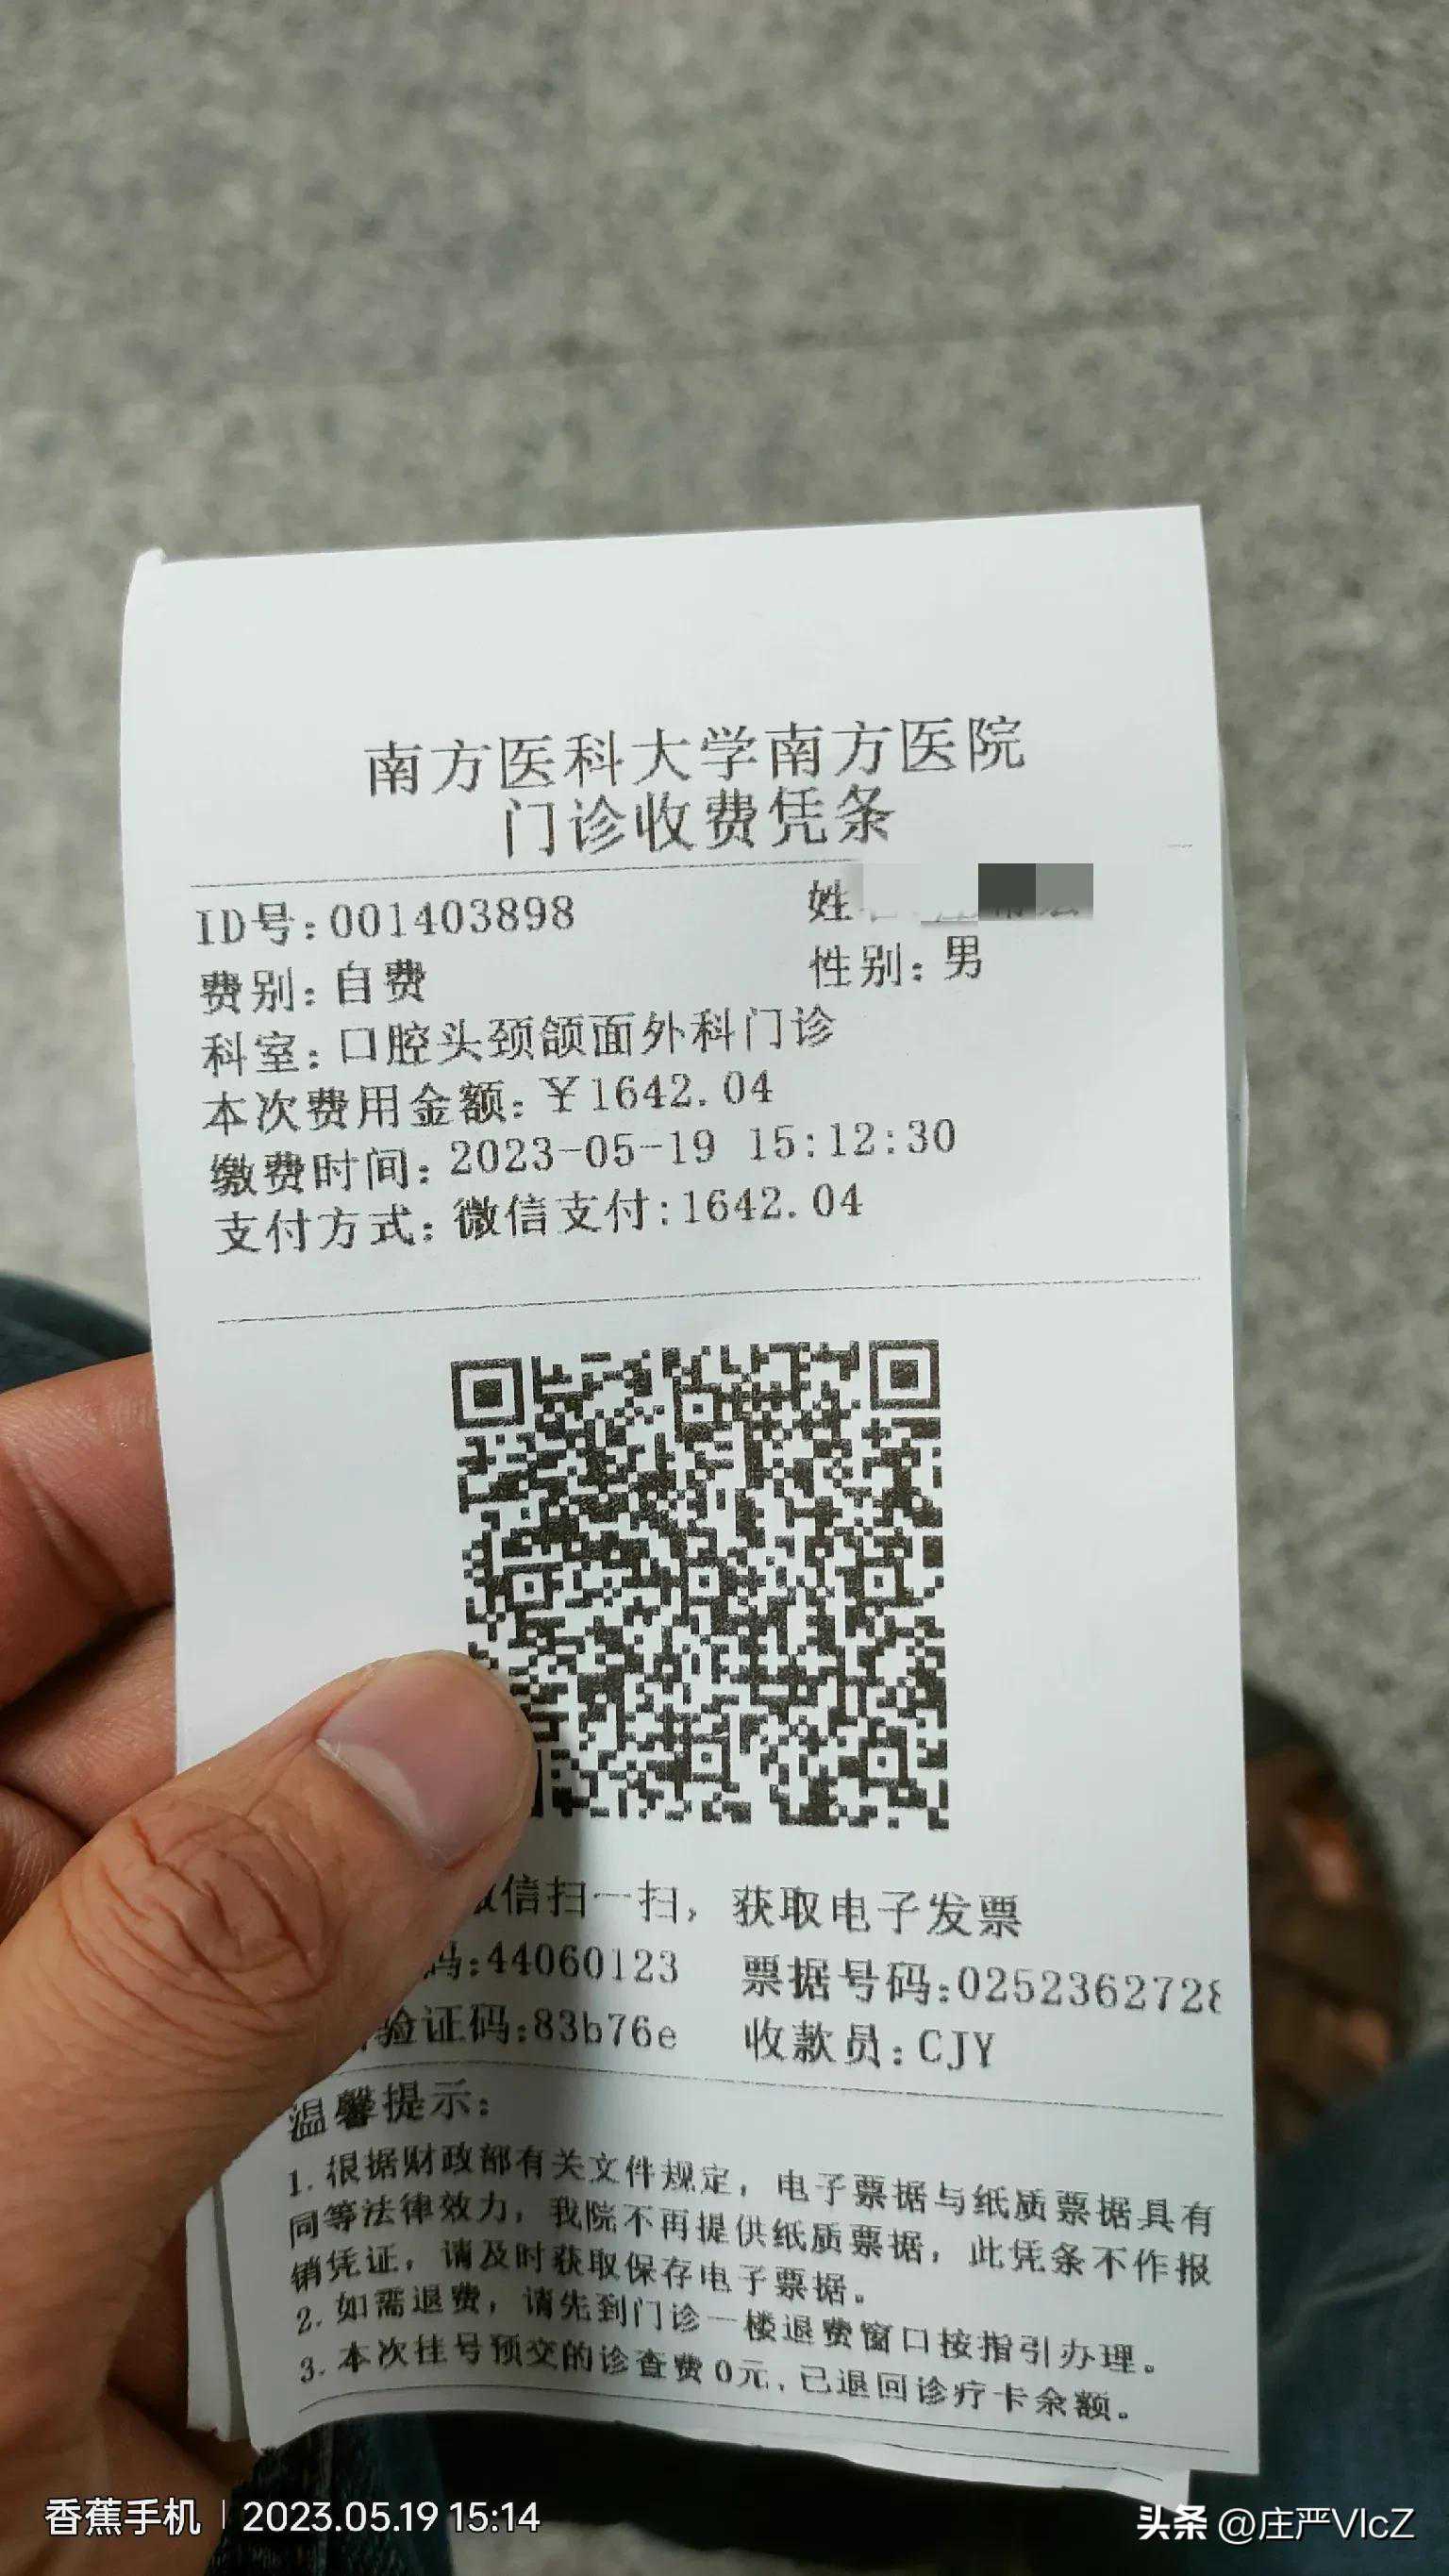 南方医科大学南方医院
门诊收费凭条
ID号:001403898 姓
费别:自费 性别:男
科室:口腔头颈颌面外科门诊
本次费用金额:¥1642.04
缴费时间:2023-05-19 15:12:30
支付方式:微信支付:1642.04
信扫一扫,获取电子发票
码:44060123 票据号码:0252362728
验证码:83b76e 收款员:CJY
温馨提示:
1.根据财政部有关文件规定,电子票据与纸质票据具有
同等法律效力,我院不再提供纸质票据,此凭条不作报
销凭证,请及时获取保存电子票据。
2.如需退费,请先到门诊一楼退费窗口按指引办理。
3.本次挂号预交的诊查费0元,已退回诊疗卡余额。
香蕉手机 | 2023.05.19 15:14
头条 @庄严VlcZ